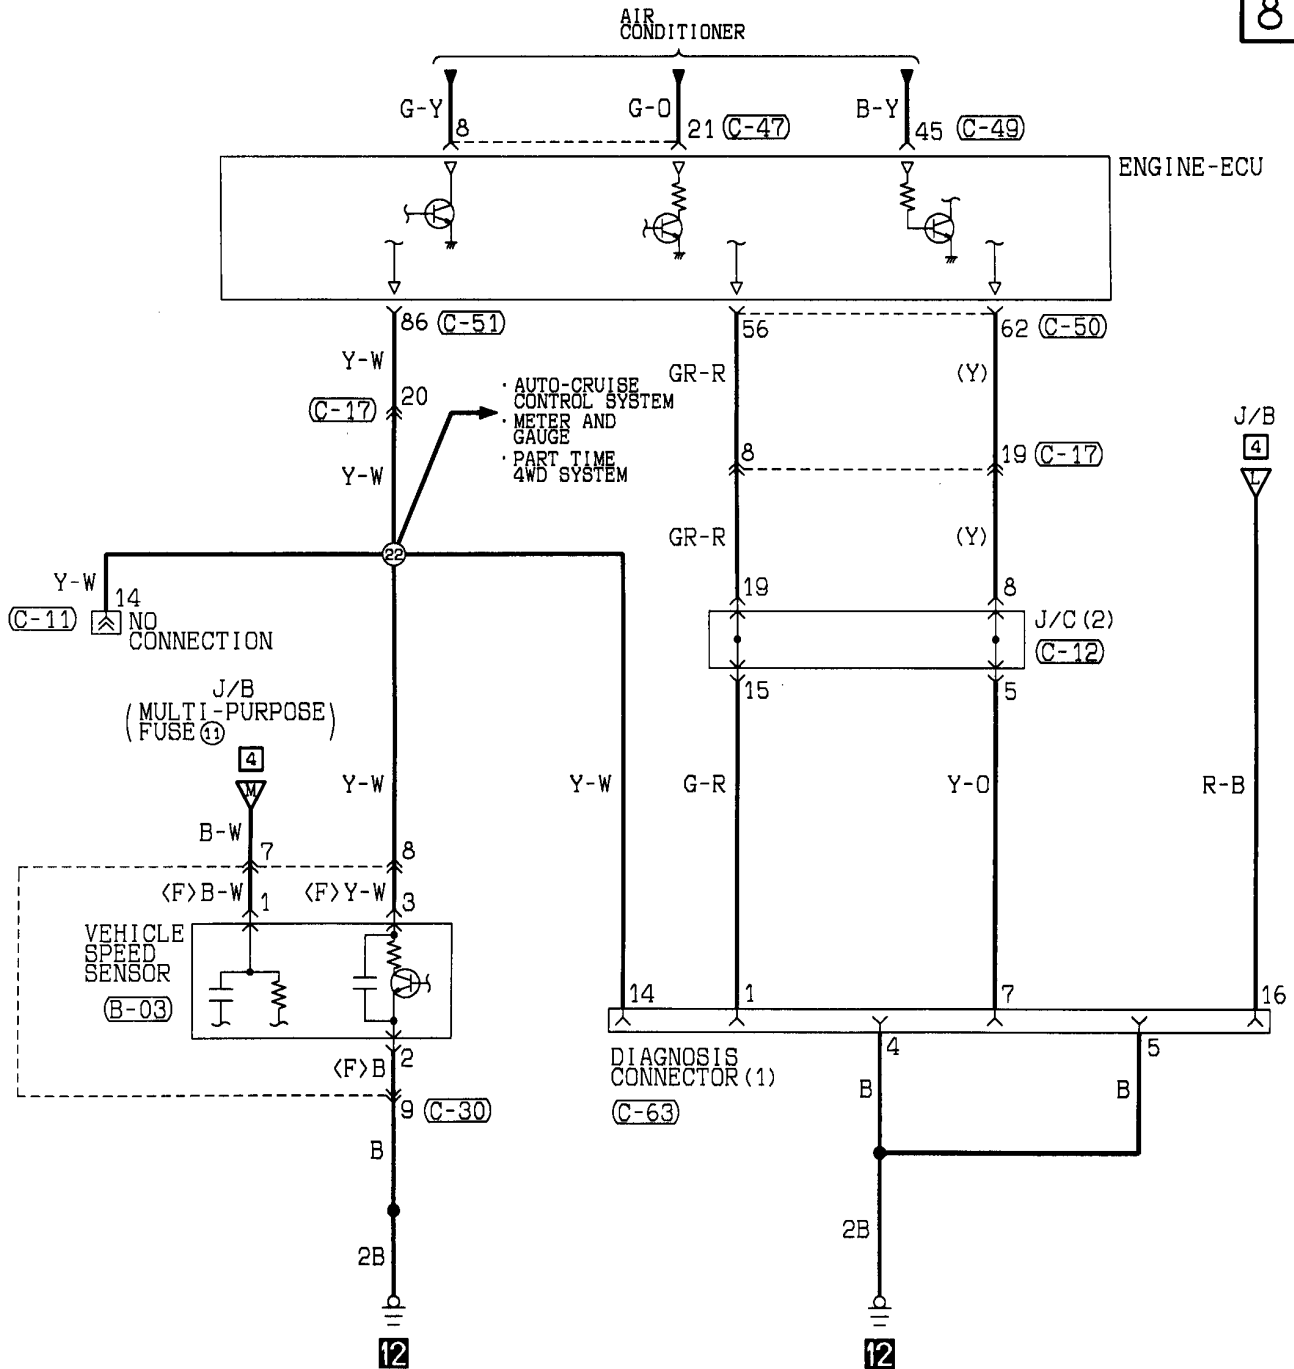 8
AIR
CONDITIONER
G-Y
8
G-O
21 (C-47)
B-Y
45 (C-49)
ENGINE-ECU
86 (C-51)
56
62 (C-50)
Y-W
GR-R
(Y)
(C-17) 20
· AUTO-CRUISE
CONTROL SYSTEM
· METER AND
GAUGE
· PART TIME
4WD SYSTEM
J/B
4
L
8
19 (C-17)
Y-W
GR-R
(Y)
22
Y-W
14
(C-11)
NO
CONNECTION
19
8
J/C (2)
(C-12)
15
5
J/B
(MULTI-PURPOSE)
FUSE ⑪
4
M
Y-W
Y-W
G-R
Y-O
R-B
B-W
7
8
<F>B-W
1
<F>Y-W
3
VEHICLE
SPEED
SENSOR
(B-03)
14
1
7
16
2
4
5
<F>B
DIAGNOSIS
CONNECTOR (1)
(C-63)
B
B
9 (C-30)
B
2B
2B
12
12